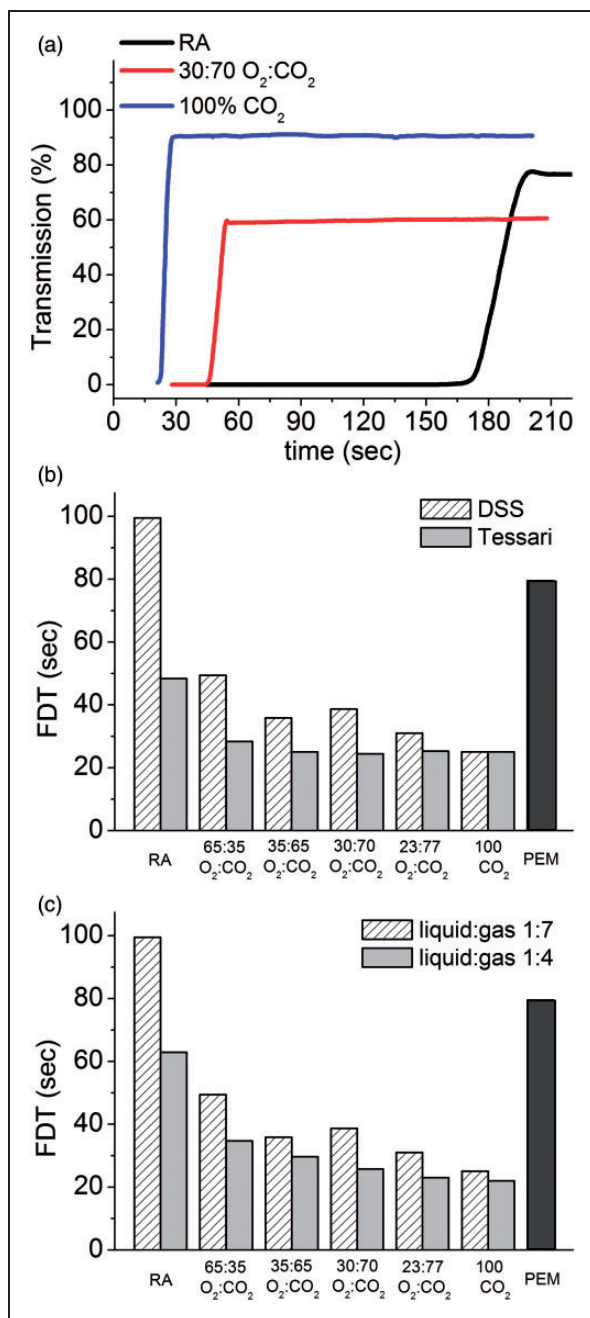 (a)
RA
30:70 O₂:CO₂
100% CO₂
100
80
60
40
20
0
Transmission (%)
0 30 60 90 120 150 180 210
time (sec)
(b)
DSS
Tessari
100
80
60
40
20
0
FDT (sec)
RA 65:35 O₂:CO₂ 35:65 O₂:CO₂ 30:70 O₂:CO₂ 23:77 O₂:CO₂ 100 CO₂ PEM
(c)
liquid:gas 1:7
liquid:gas 1:4
100
80
60
40
20
0
FDT (sec)
RA 65:35 O₂:CO₂ 35:65 O₂:CO₂ 30:70 O₂:CO₂ 23:77 O₂:CO₂ 100 CO₂ PEM